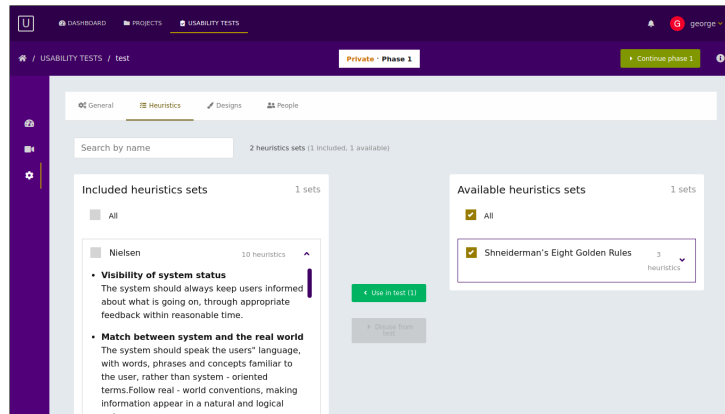 U
DASHBOARD
PROJECTS
USABILITY TESTS
G
george
/ USABILITY TESTS / test
Private · Phase 1
Continue phase 1
General
Heuristics
Designs
People
Search by name
2 heuristics sets (1 included, 1 available)
Included heuristics sets
1 sets
All
Nielsen
10 heuristics
• Visibility of system status
The system should always keep users informed
about what is going on, through appropriate
feedback within reasonable time.
• Match between system and the real world
The system should speak the users" language,
with words, phrases and concepts familiar to
the user, rather than system - oriented
terms.Follow real - world conventions, making
information appear in a natural and logical
Use in test (1)
Disuse from
test
Available heuristics sets
1 sets
All
Shneiderman's Eight Golden Rules
3
heuristics